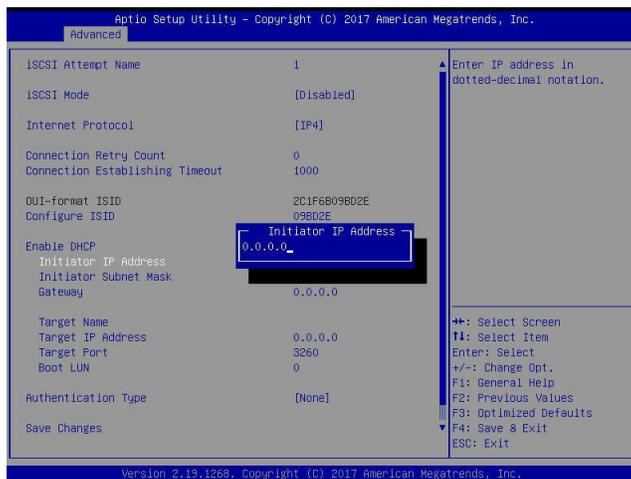 Aptio Setup Utility – Copyright (C) 2017 American Megatrends, Inc.
Advanced
iSCSI Attempt Name 1
iSCSI Mode [Disabled]
Internet Protocol [IP4]
Connection Retry Count 0
Connection Establishing Timeout 1000
OUI-format ISID 2C1F6B09BD2E
Configure ISID 09BD2E
Enable DHCP
Initiator IP Address
Initiator Subnet Mask
Gateway 0.0.0.0
Target Name
Target IP Address 0.0.0.0
Target Port 3260
Boot LUN 0
Authentication Type [None]
Save Changes
Initiator IP Address
0.0.0.0_
Enter IP address in
dotted-decimal notation.
→←: Select Screen
↑↓: Select Item
Enter: Select
+/-: Change Opt.
F1: General Help
F2: Previous Values
F3: Optimized Defaults
F4: Save & Exit
ESC: Exit
Version 2.19.1268. Copyright (C) 2017 American Megatrends, Inc.